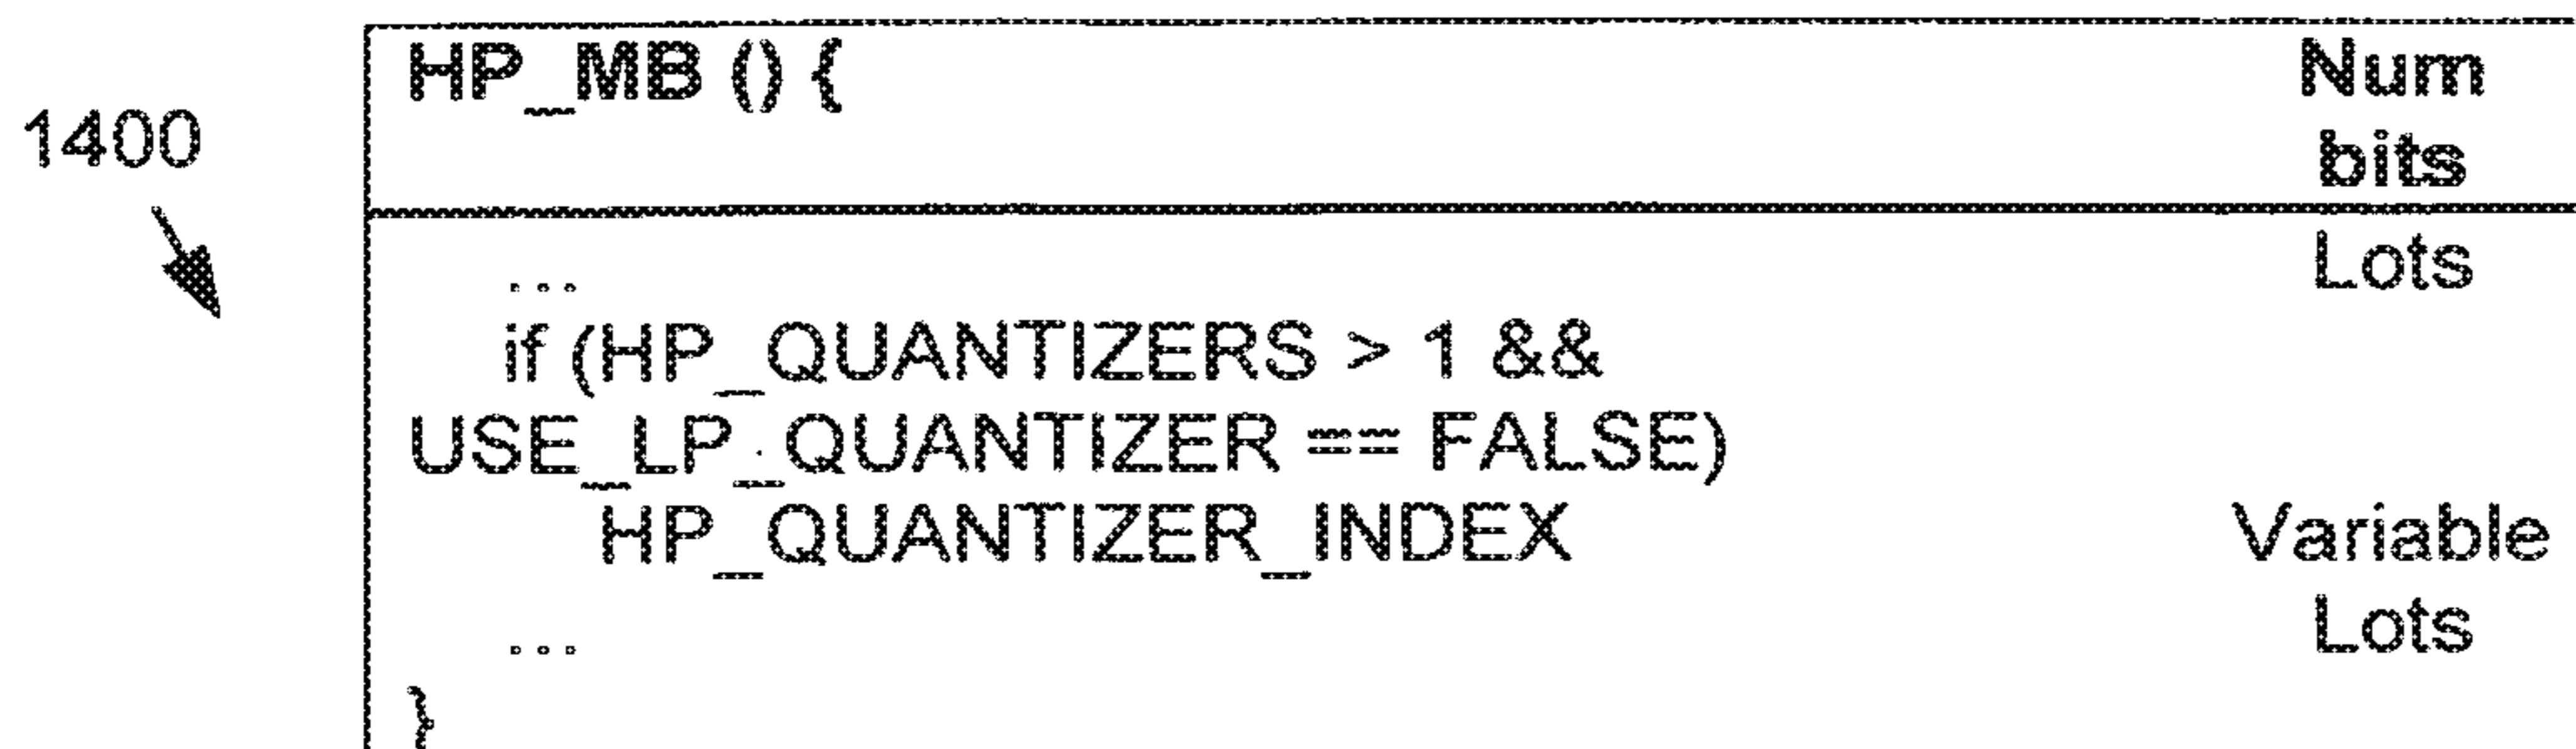 HP_MB () {
Num
bits
1400
...
Lots
if (HP_QUANTIZERS > 1 &&
USE_LP_QUANTIZER == FALSE)
HP_QUANTIZER_INDEX
Variable
...
Lots
}